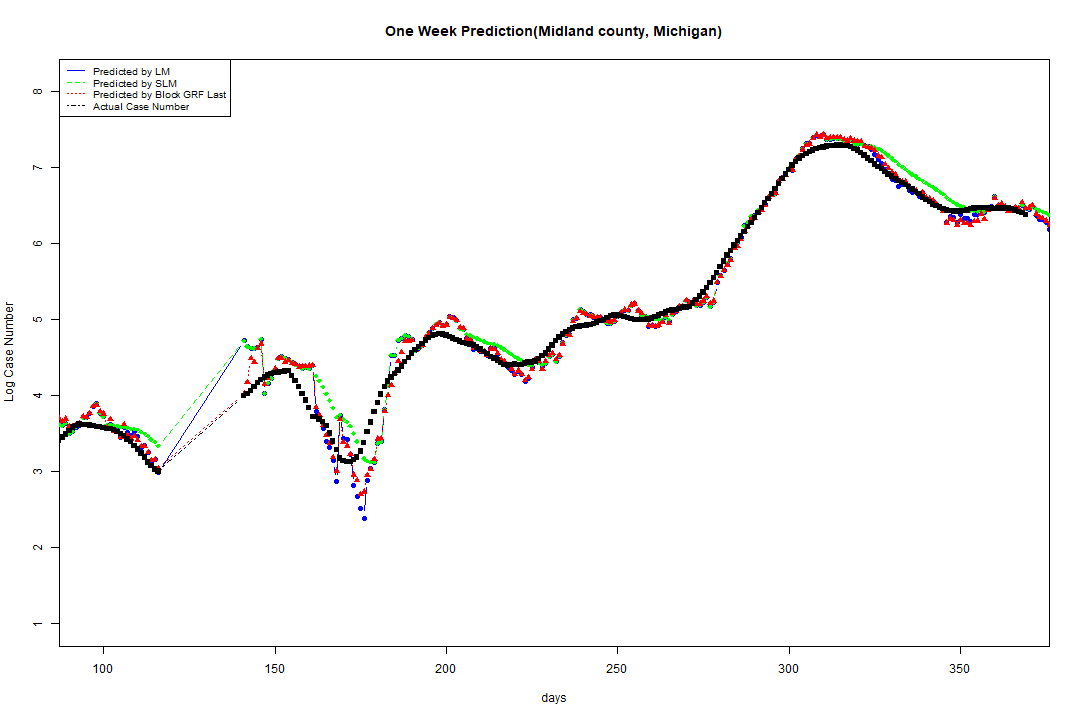 One Week Prediction(Midland county, Michigan)
Predicted by LM
Predicted by SLM
Predicted by Block GRF Last
Actual Case Number
8
7
6
5
4
3
2
1
Log Case Number
100 150 200 250 300 350
days